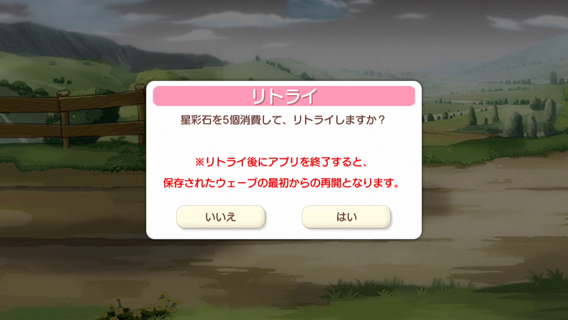 リトライ
星彩石を5個消費して、リトライしますか？
※リトライ後にアプリを終了すると、
保存されたウェーブの最初からの再開となります。
いいえ
はい